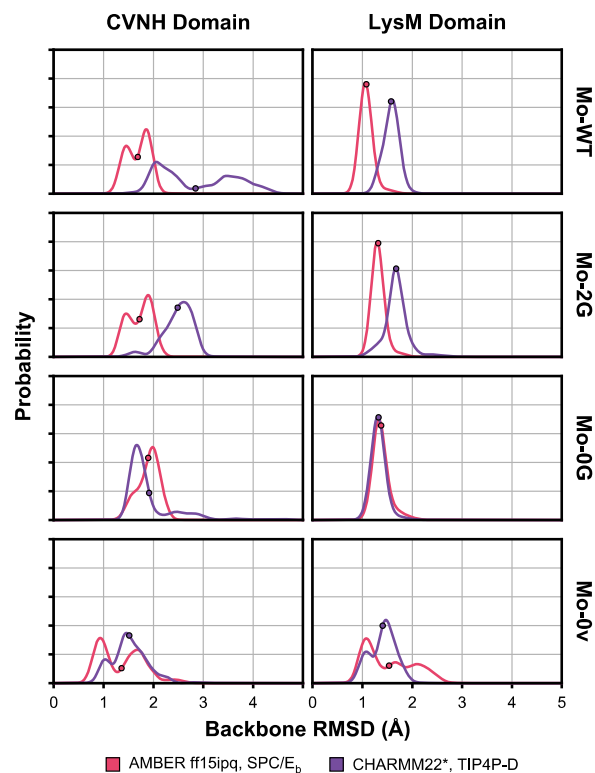 CVNH Domain
LysM Domain
Mo-WT
Mo-2G
Mo-0G
Mo-0v
Probability
0 1 2 3 4 0 1 2 3 4 5
Backbone RMSD (Å)
AMBER ff15ipq, SPC/Eb
CHARMM22*, TIP4P-D